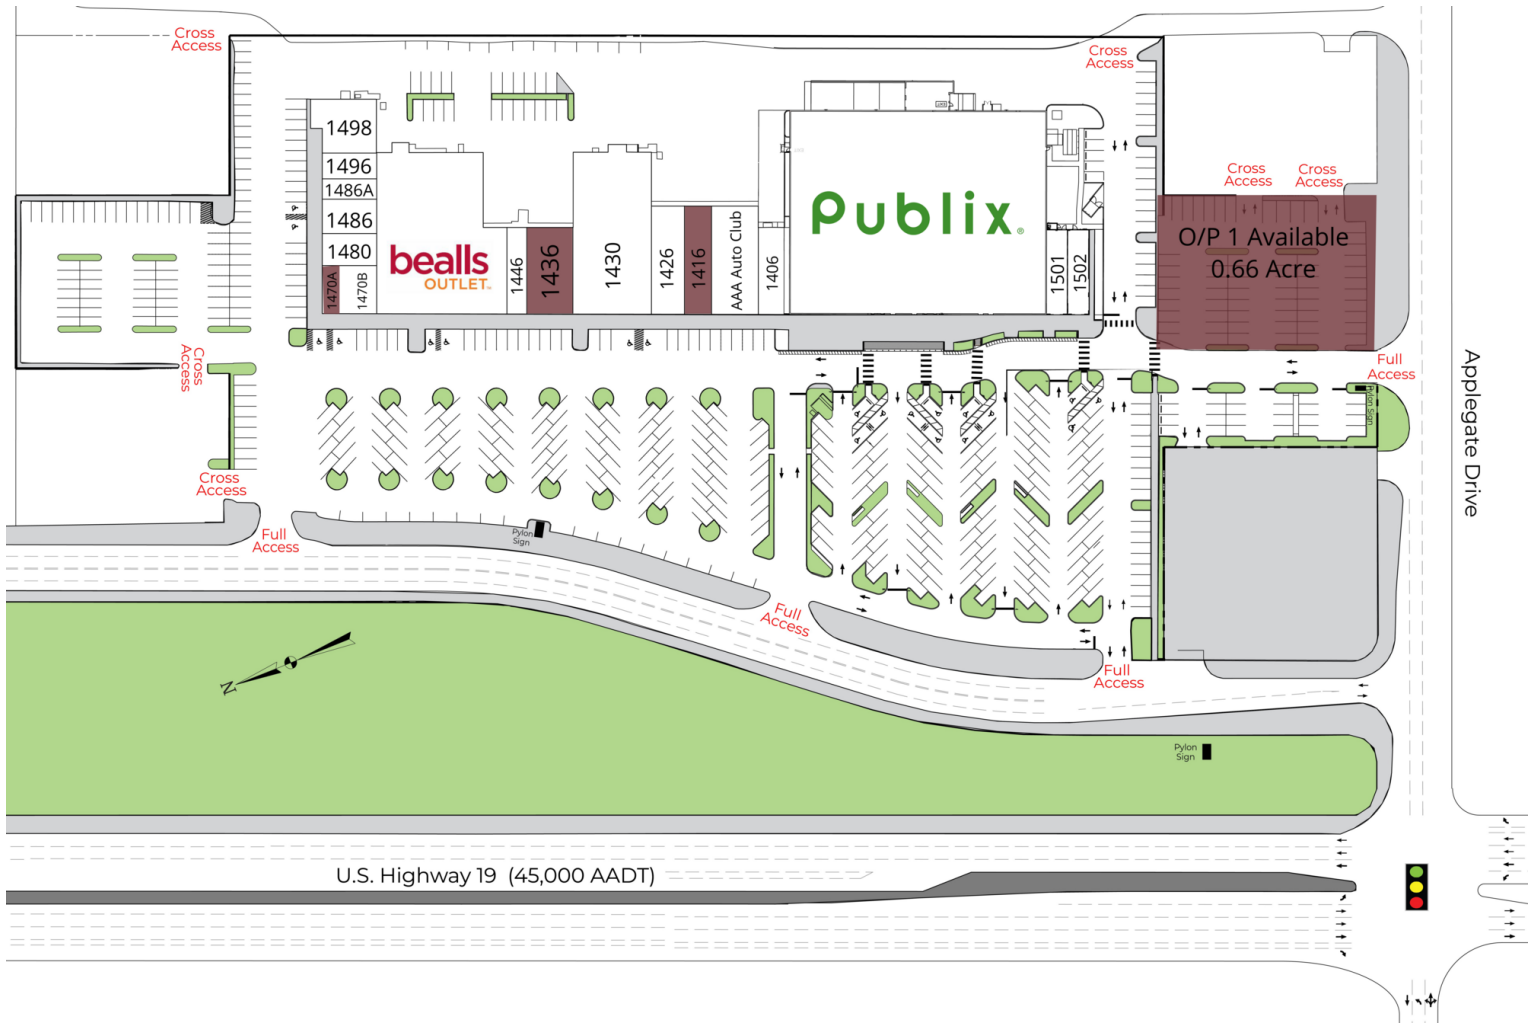 Cross
Access
Cross
Access
1498
1496
1486A
1486
1480
1470A
1470B
bealls
OUTLET
1446
1436
1430
1426
1416
AAA Auto Club
1406
Publix
1501
1502
Cross
Access
Cross
Access
O/P 1 Available
0.66 Acre
Cross
Access
Full
Access
Pylon Sign
Applegate Drive
Cross
Access
Full
Access
Pylon
Sign
Full
Access
Full
Access
N
Pylon
Sign
U.S. Highway 19 (45,000 AADT)